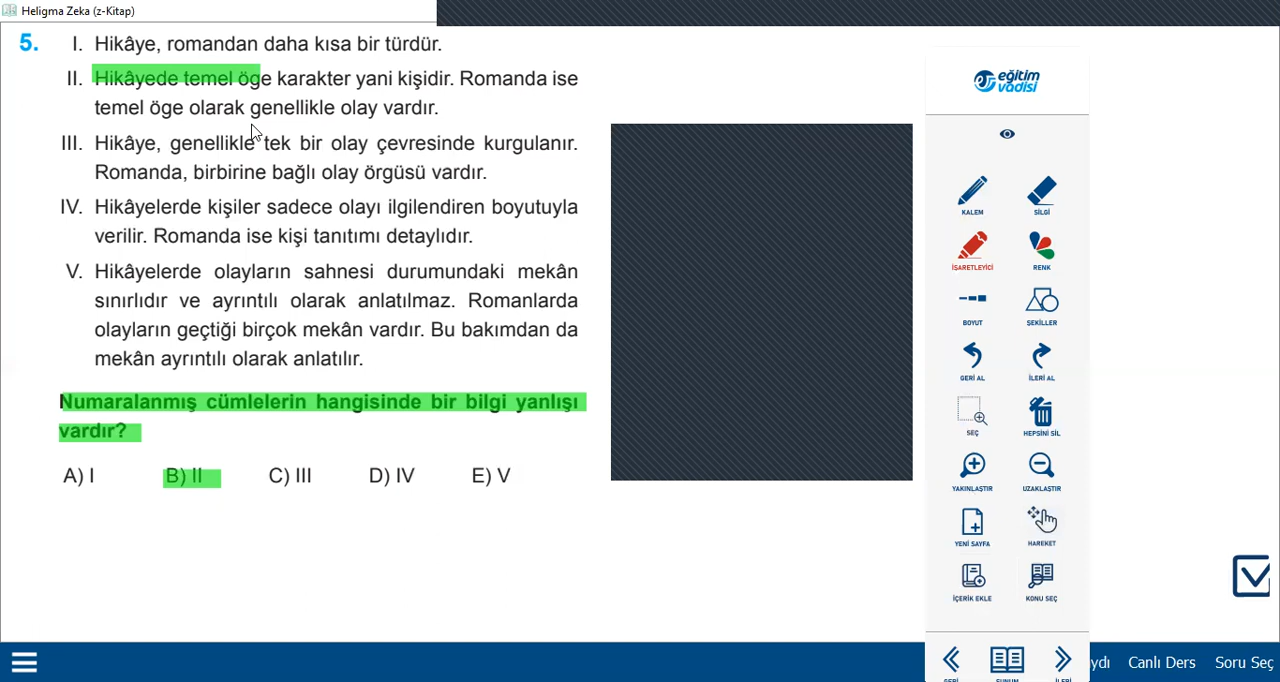 Heligma Zeka (z-Kitap)
5. I. Hikâye, romandan daha kısa bir türdür.
II. Hikâyede temel öge karakter yani kişidir. Romanda ise
temel öge olarak genellikle olay vardır.
III. Hikâye, genellikle tek bir olay çevresinde kurgulanır.
Romanda, birbirine bağlı olay örgüsü vardır.
IV. Hikâyelerde kişiler sadece olayı ilgilendiren boyutuyla
verilir. Romanda ise kişi tanıtımı detaylıdır.
V. Hikâyelerde olayların sahnesi durumundaki mekân
sınırlıdır ve ayrıntılı olarak anlatılmaz. Romanlarda
olayların geçtiği birçok mekân vardır. Bu bakımdan da
mekân ayrıntılı olarak anlatılır.
Numaralanmış cümlelerin hangisinde bir bilgi yanlışı
vardır?
A) I B) II C) III D) IV E) V
eğitim
vadisi
KALEM SİLGİ
İŞARETLEYİCİ RENK
BOYUT ŞEKİLLER
GERİ AL İLERİ AL
SEÇ HEPSİNİ SİL
YAKINLAŞTIR UZAKLAŞTIR
YENİ SAYFA HAREKET
İÇERİK EKLE KONU SEÇ
GERİ SUNUM İLERİ
ydı Canlı Ders Soru Seç